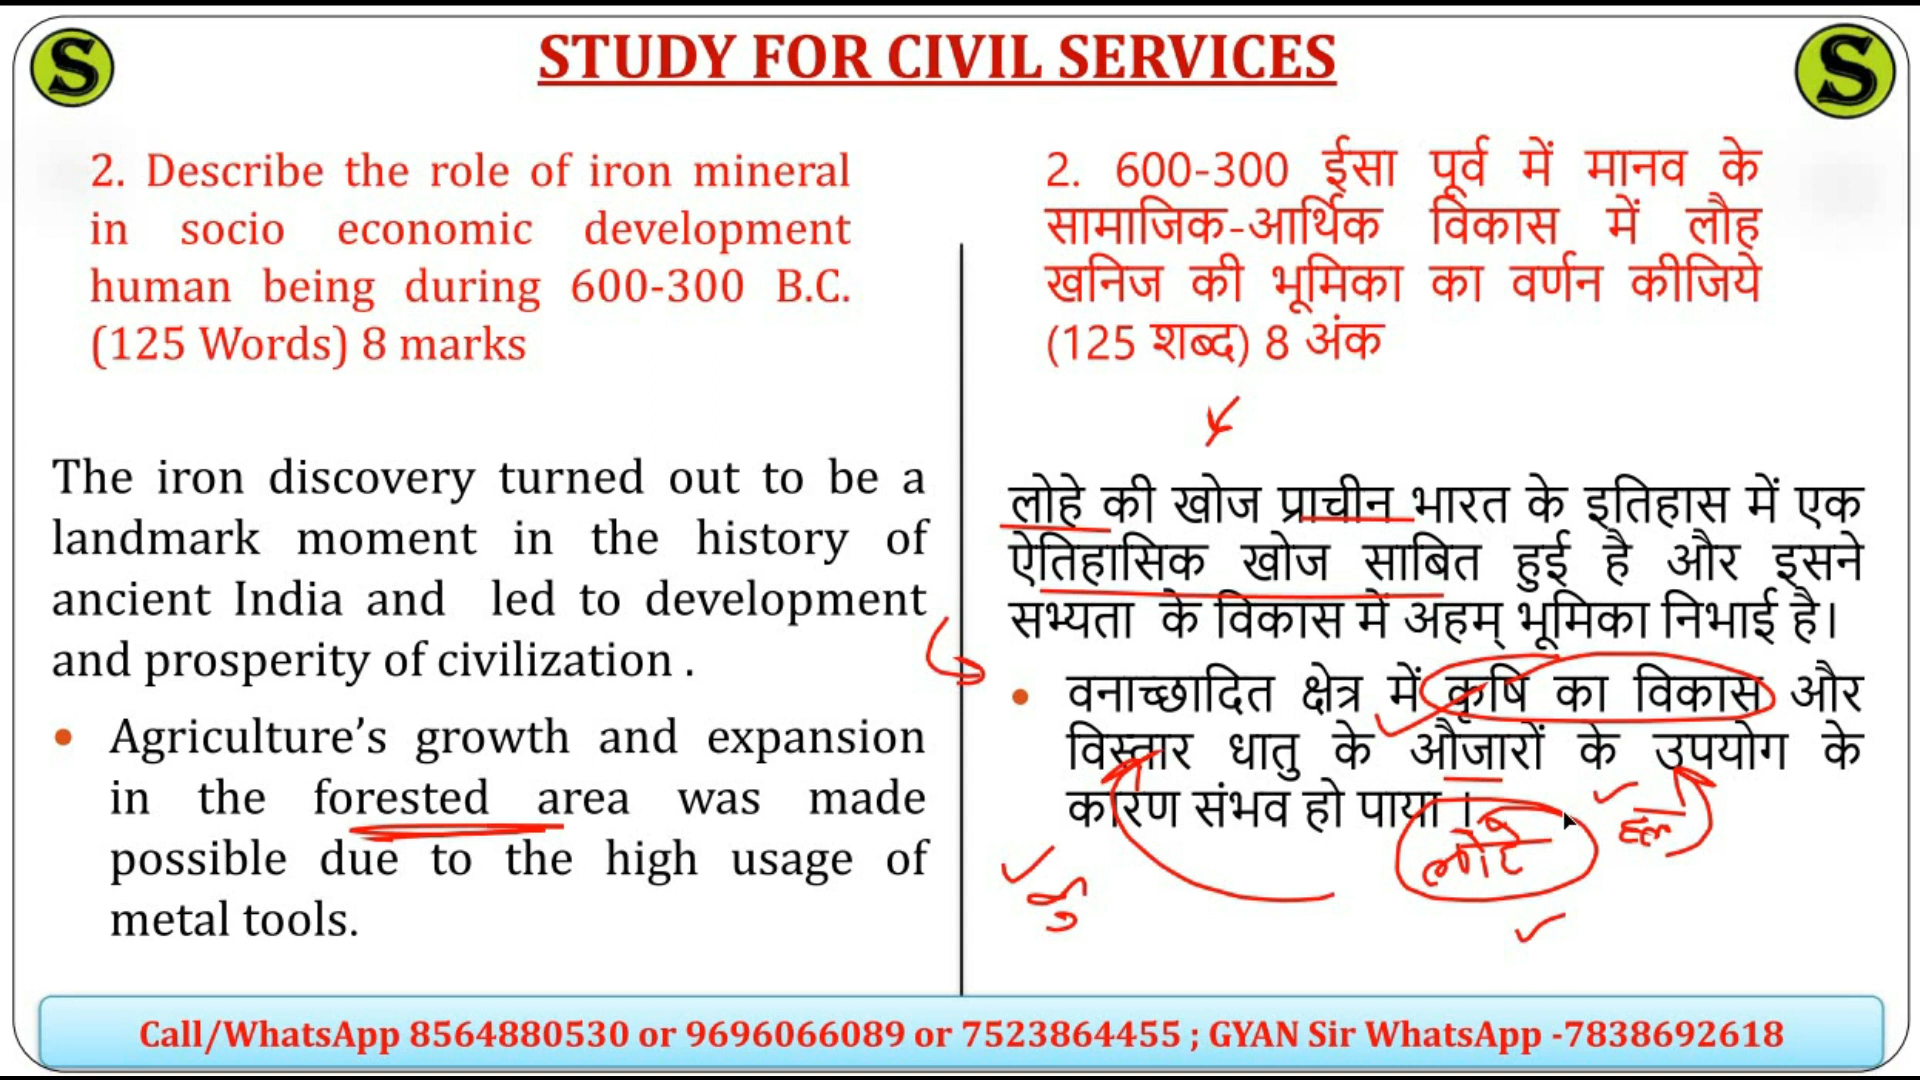 S
STUDY FOR CIVIL SERVICES
S
2. Describe the role of iron mineral
in socio economic development
human being during 600-300 B.C.
(125 Words) 8 marks
The iron discovery turned out to be a
landmark moment in the history of
ancient India and led to development
and prosperity of civilization .
• Agriculture’s growth and expansion
in the forested area was made
possible due to the high usage of
metal tools.
2. 600-300 ईसा पूर्व में मानव के
सामाजिक-आर्थिक विकास में लौह
खनिज की भूमिका का वर्णन कीजिये
(125 शब्द) 8 अंक
लोहे की खोज प्राचीन भारत के इतिहास में एक
ऐतिहासिक खोज साबित हुई है और इसने
सभ्यता के विकास में अहम् भूमिका निभाई है।
• वनाच्छादित क्षेत्र में कृषि का विकास और
विस्तार धातु के औजारों के उपयोग के
कारण संभव हो पाया ।
हल
Call/WhatsApp 8564880530 or 9696066089 or 7523864455 ; GYAN Sir WhatsApp -7838692618